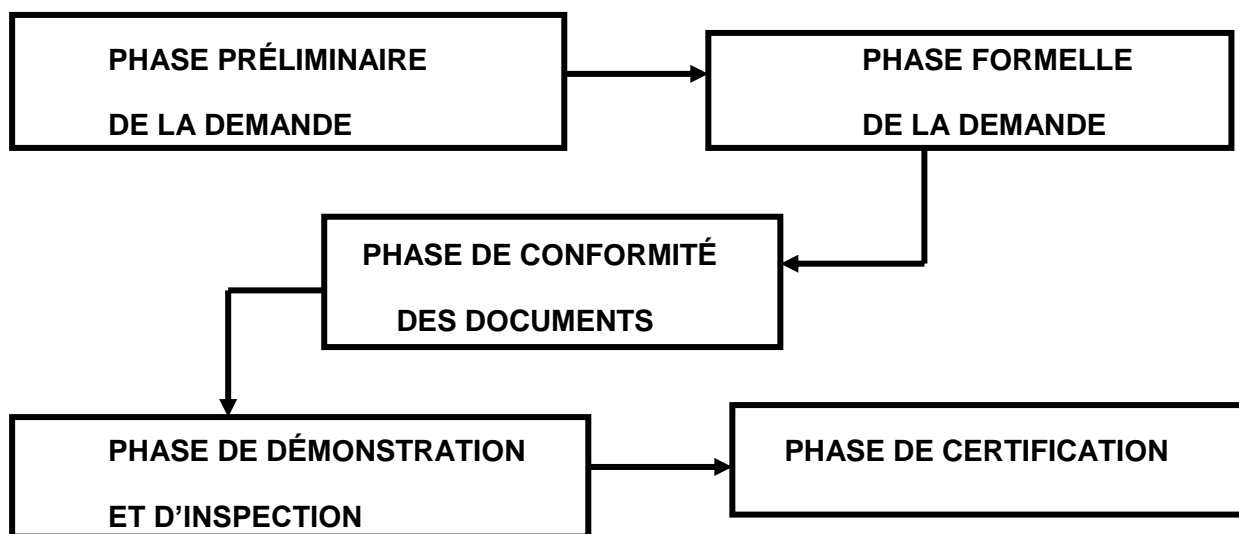 PHASE PRÉLIMINAIRE
DE LA DEMANDE
PHASE FORMELLE
DE LA DEMANDE
PHASE DE CONFORMITÉ
DES DOCUMENTS
PHASE DE DÉMONSTRATION
ET D'INSPECTION
PHASE DE CERTIFICATION